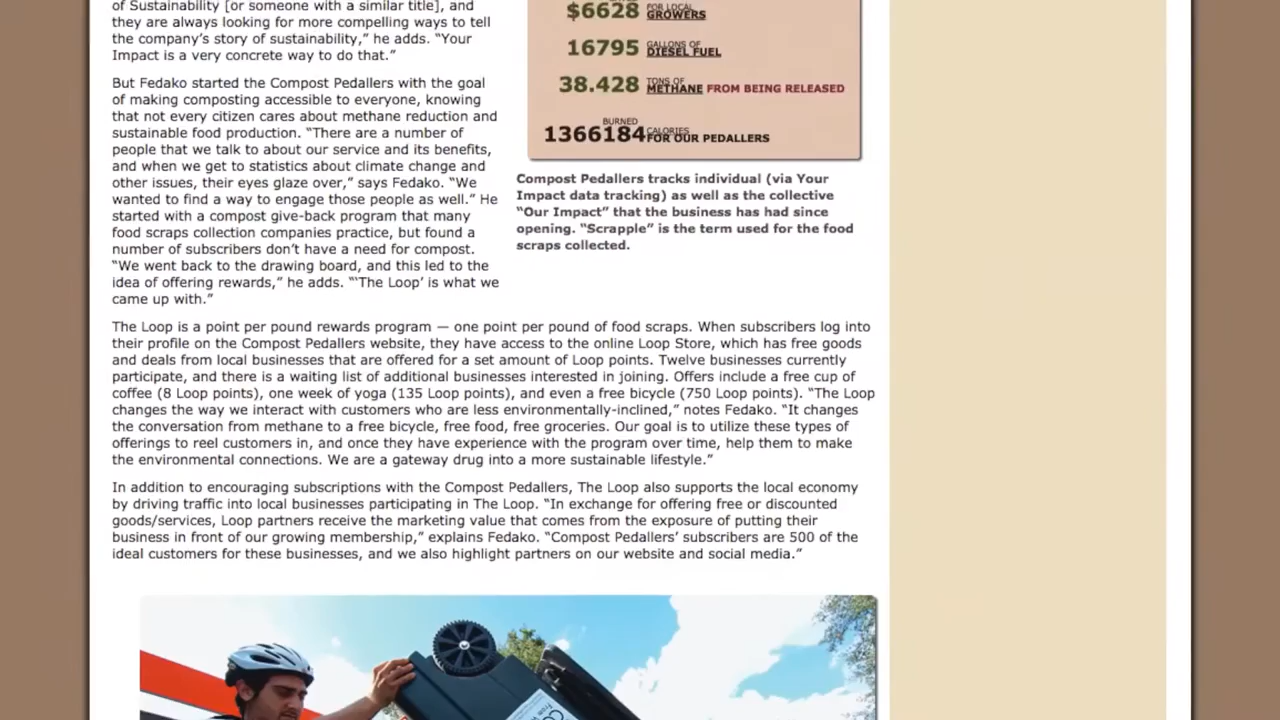 of Sustainability [or someone with a similar title], and
they are always looking for more compelling ways to tell
the company’s story of sustainability,” he adds. “Your
Impact is a very concrete way to do that.”
But Fedako started the Compost Pedallers with the goal
of making composting accessible to everyone, knowing
that not every citizen cares about methane reduction and
sustainable food production. “There are a number of
people that we talk to about our service and its benefits,
and when we get to statistics about climate change and
other issues, their eyes glaze over,” says Fedako. “We
wanted to find a way to engage those people as well.” He
started with a compost give-back program that many
food scraps collection companies practice, but found a
number of subscribers don’t have a need for compost.
“We went back to the drawing board, and this led to the
idea of offering rewards,” he adds. “‘The Loop’ is what we
came up with.”
$6628 FOR LOCAL GROWERS
16795 GALLONS OF DIESEL FUEL
38.428 TONS OF METHANE FROM BEING RELEASED
BURNED
1366184 CALORIES FOR OUR PEDALLERS
Compost Pedallers tracks individual (via Your
Impact data tracking) as well as the collective
“Our Impact” that the business has had since
opening. “Scrapple” is the term used for the food
scraps collected.
The Loop is a point per pound rewards program — one point per pound of food scraps. When subscribers log into
their profile on the Compost Pedallers website, they have access to the online Loop Store, which has free goods
and deals from local businesses that are offered for a set amount of Loop points. Twelve businesses currently
participate, and there is a waiting list of additional businesses interested in joining. Offers include a free cup of
coffee (8 Loop points), one week of yoga (135 Loop points), and even a free bicycle (750 Loop points). “The Loop
changes the way we interact with customers who are less environmentally-inclined,” notes Fedako. “It changes
the conversation from methane to a free bicycle, free food, free groceries. Our goal is to utilize these types of
offerings to reel customers in, and once they have experience with the program over time, help them to make
the environmental connections. We are a gateway drug into a more sustainable lifestyle.”
In addition to encouraging subscriptions with the Compost Pedallers, The Loop also supports the local economy
by driving traffic into local businesses participating in The Loop. “In exchange for offering free or discounted
goods/services, Loop partners receive the marketing value that comes from the exposure of putting their
business in front of our growing membership,” explains Fedako. “Compost Pedallers’ subscribers are 500 of the
ideal customers for these businesses, and we also highlight partners on our website and social media.”